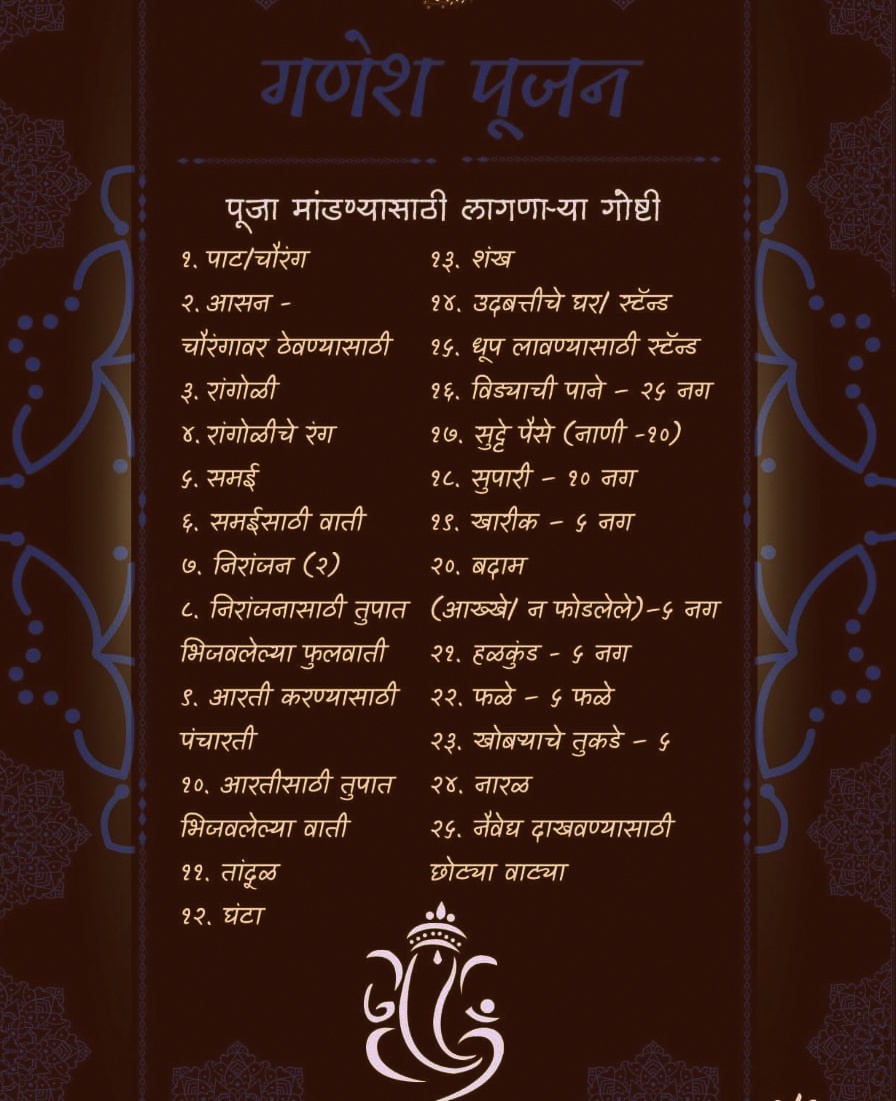 गणेश पूजन
पूजा मांडण्यासाठी लागणाऱ्या गोष्टी
१. पाट/चौरंग
२. आसन -
चौरंगावर ठेवण्यासाठी
३. रांगोळी
४. रांगोळीचे रंग
५. समई
६. समईसाठी वाती
७. निरांजन (२)
८. निरांजनासाठी तुपात
भिजवलेल्या फुलवाती
९. आरती करण्यासाठी
पंचारती
१०. आरतीसाठी तुपात
भिजवलेल्या वाती
११. तांदूळ
१२. घंटा
१३. शंख
१४. उदबत्तीचे घर/ स्टॅन्ड
१५. धूप लावण्यासाठी स्टॅन्ड
१६. विड्याची पाने - २५ नग
१७. सुट्टे पैसे (नाणी -१०)
१८. सुपारी - १० नग
१९. खारीक - ५ नग
२०. बदाम
(आख्खे/ न फोडलेले)-५ नग
२१. हळकुंड - ५ नग
२२. फळे - ५ फळे
२३. खोबऱ्याचे तुकडे - ५
२४. नारळ
२५. नैवेद्य दाखवण्यासाठी
छोट्या वाट्या